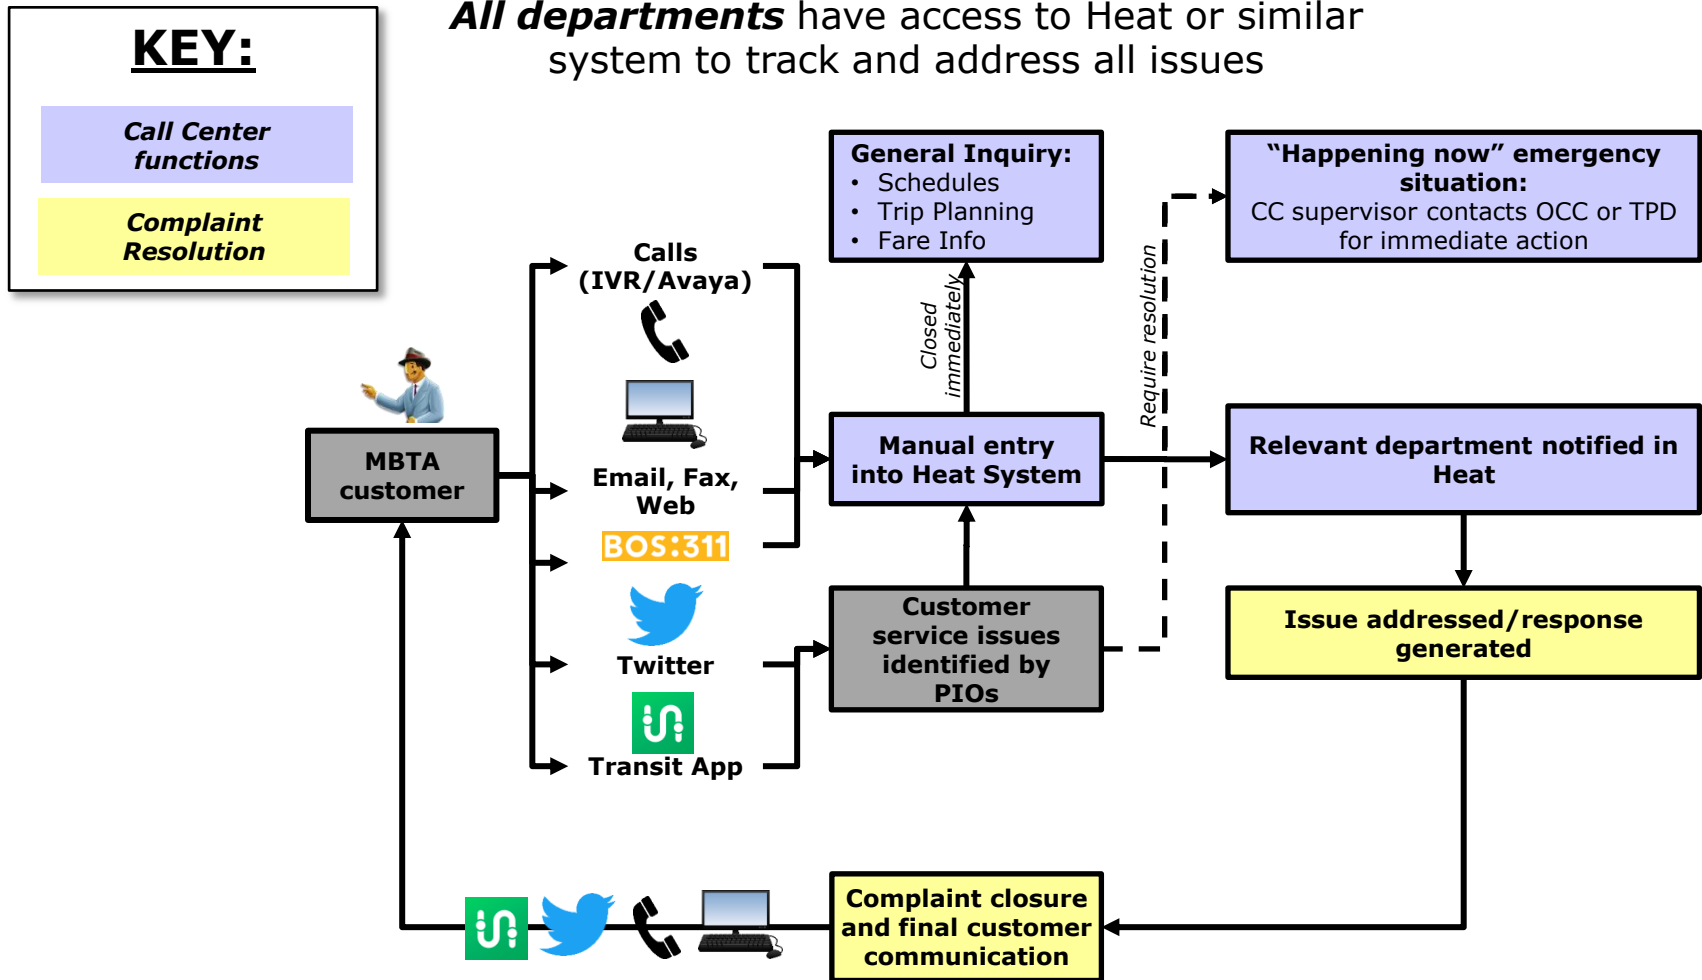 All departments have access to Heat or similar
system to track and address all issues
KEY:
Call Center
functions
Complaint
Resolution
General Inquiry:
• Schedules
• Trip Planning
• Fare Info
“Happening now” emergency
situation:
CC supervisor contacts OCC or TPD
for immediate action
Calls
(IVR/Avaya)
Closed
immediately
Require resolution
MBTA
customer
Email, Fax,
Web
BOS:311
Manual entry
into Heat System
Relevant department notified in
Heat
Twitter
Transit App
Customer
service issues
identified by
PIOs
Issue addressed/response
generated
Complaint closure
and final customer
communication